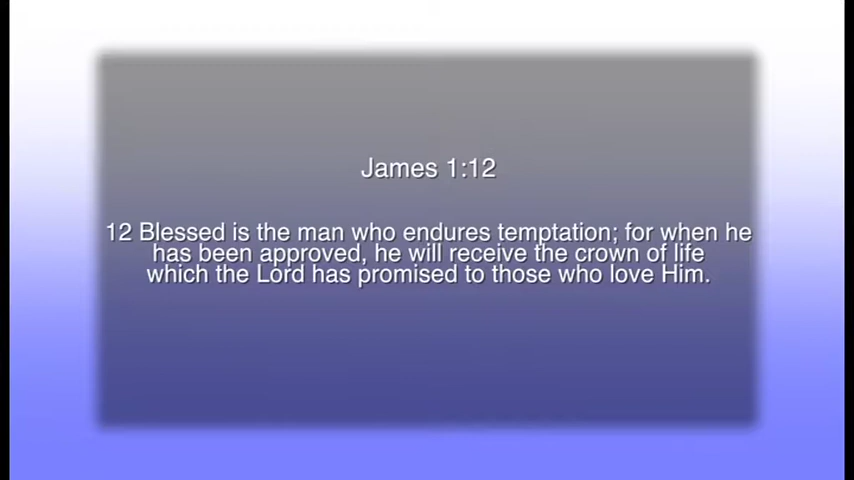 James 1:12
12 Blessed is the man who endures temptation; for when he
has been approved, he will receive the crown of life
which the Lord has promised to those who love Him.